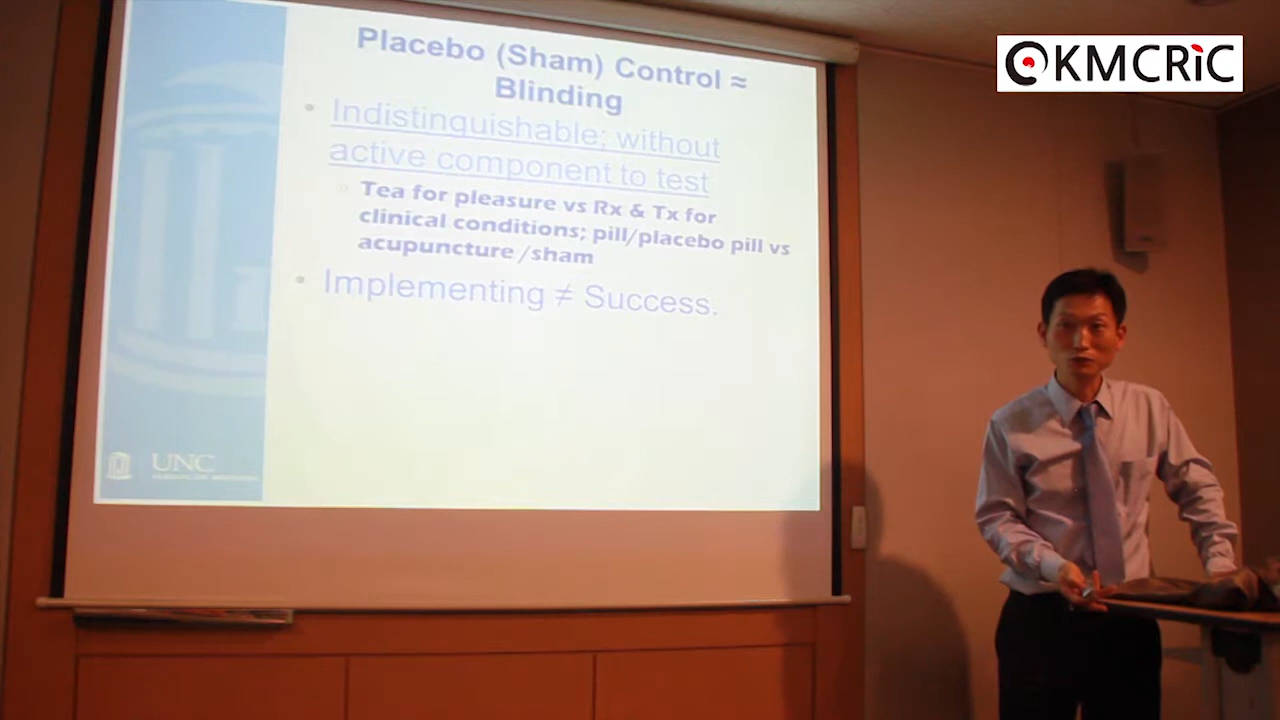 KMCRiC
Placebo (Sham) Control ≈
Blinding
• Indistinguishable; without
active component to test
» Tea for pleasure vs Rx & Tx for
clinical conditions; pill/placebo pill vs
acupuncture /sham
• Implementing ≠ Success.
UNC